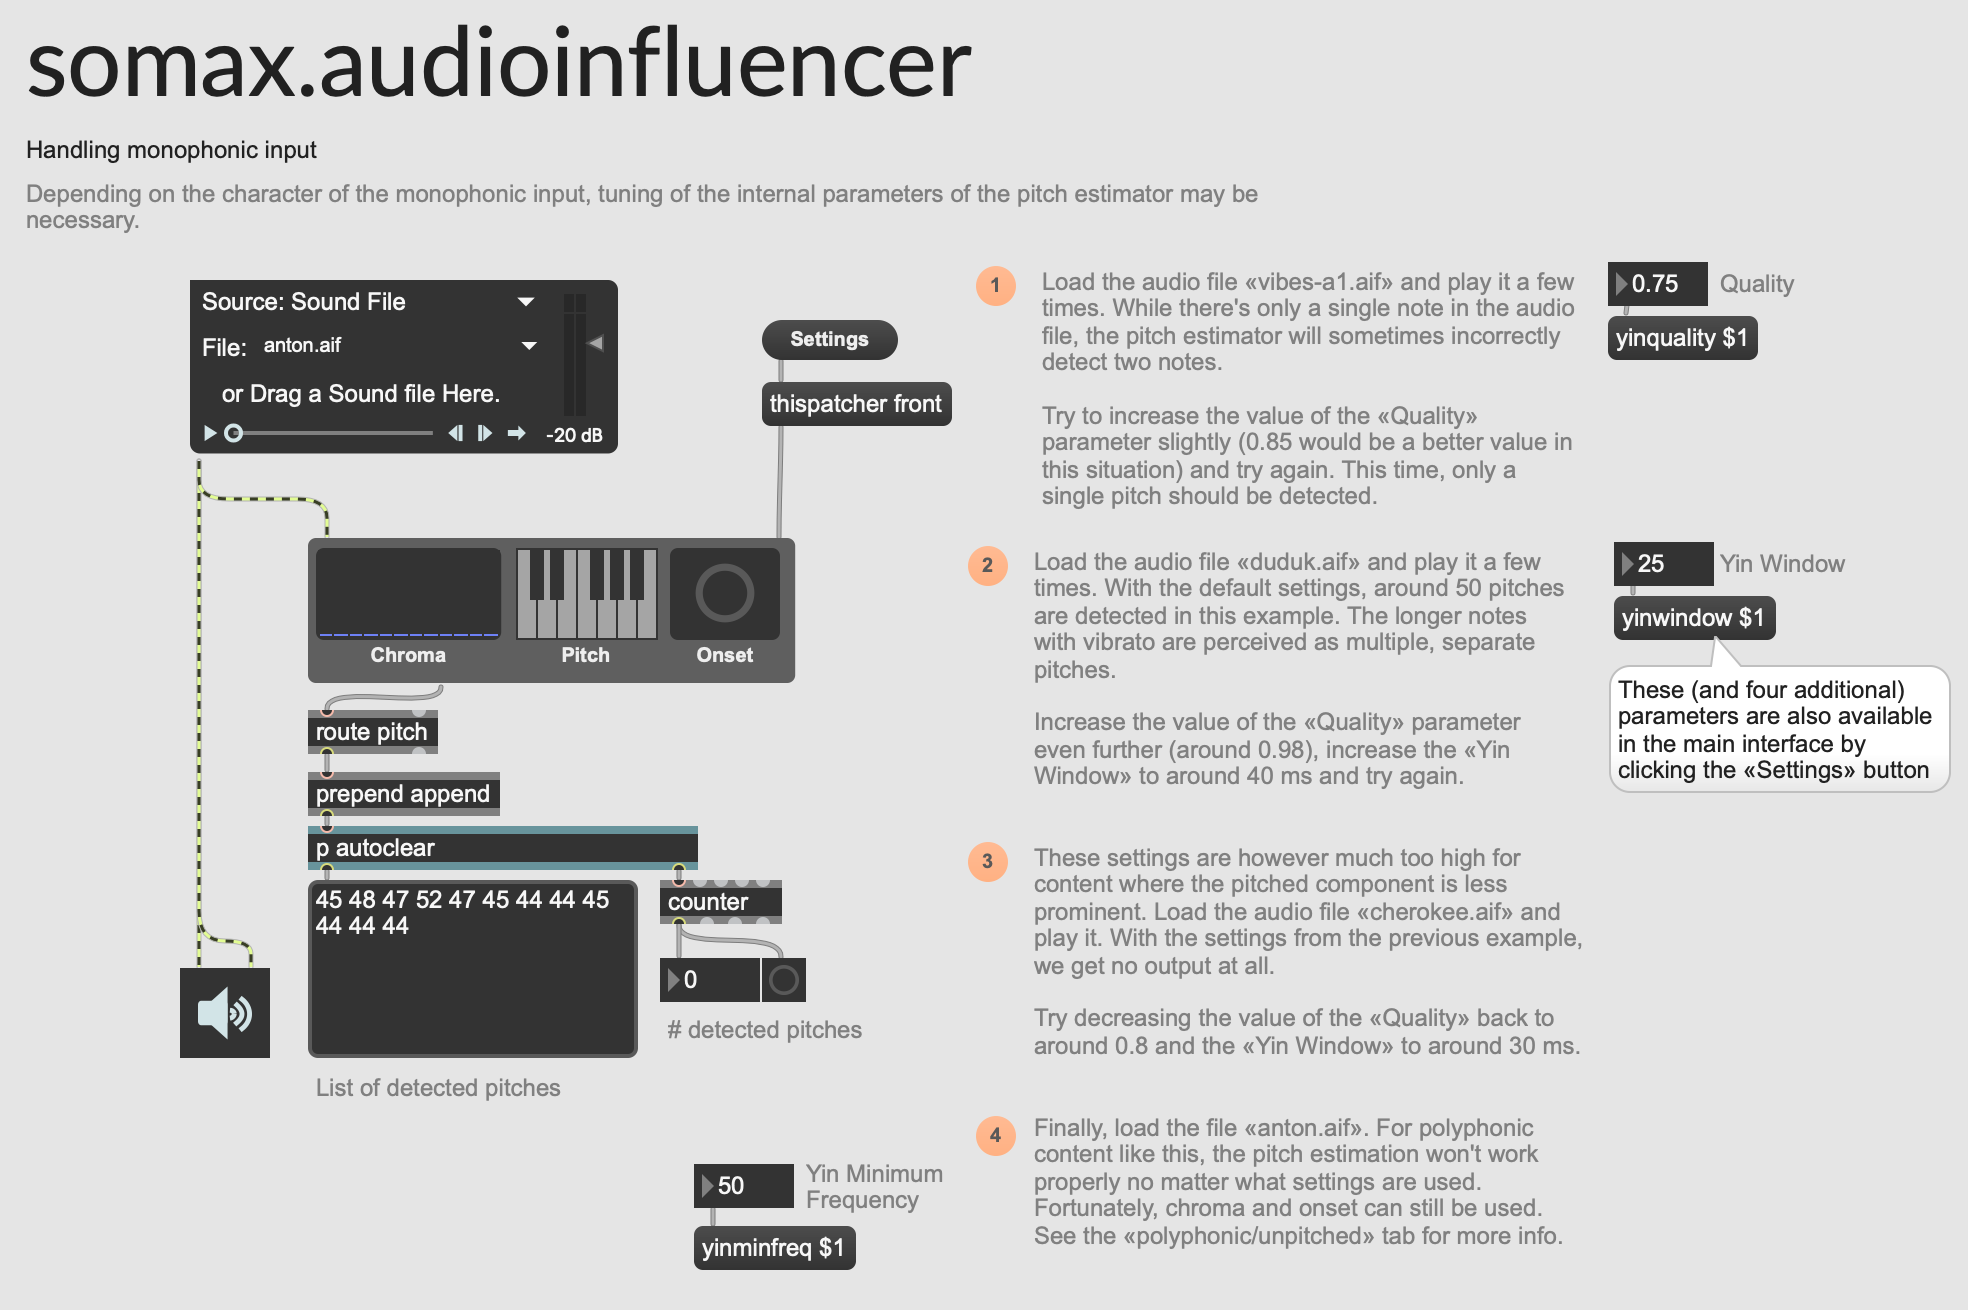 somax.audioinfluencer
Handling monophonic input
Depending on the character of the monophonic input, tuning of the internal parameters of the pitch estimator may be
necessary.
Source: Sound File
File: anton.aif
or Drag a Sound file Here.
-20 dB
Settings
thispatcher front
Chroma
Pitch
Onset
route pitch
prepend append
p autoclear
45 48 47 52 47 45 44 44 45
44 44 44
counter
0
# detected pitches
List of detected pitches
50
Yin Minimum
Frequency
yinminfreq $1
1
Load the audio file «vibes-a1.aif» and play it a few
times. While there's only a single note in the audio
file, the pitch estimator will sometimes incorrectly
detect two notes.
Try to increase the value of the «Quality»
parameter slightly (0.85 would be a better value in
this situation) and try again. This time, only a
single pitch should be detected.
0.75
Quality
yinquality $1
2
Load the audio file «duduk.aif» and play it a few
times. With the default settings, around 50 pitches
are detected in this example. The longer notes
with vibrato are perceived as multiple, separate
pitches.
Increase the value of the «Quality» parameter
even further (around 0.98), increase the «Yin
Window» to around 40 ms and try again.
25
Yin Window
yinwindow $1
These (and four additional)
parameters are also available
in the main interface by
clicking the «Settings» button
3
These settings are however much too high for
content where the pitched component is less
prominent. Load the audio file «cherokee.aif» and
play it. With the settings from the previous example,
we get no output at all.
Try decreasing the value of the «Quality» back to
around 0.8 and the «Yin Window» to around 30 ms.
4
Finally, load the file «anton.aif». For polyphonic
content like this, the pitch estimation won't work
properly no matter what settings are used.
Fortunately, chroma and onset can still be used.
See the «polyphonic/unpitched» tab for more info.